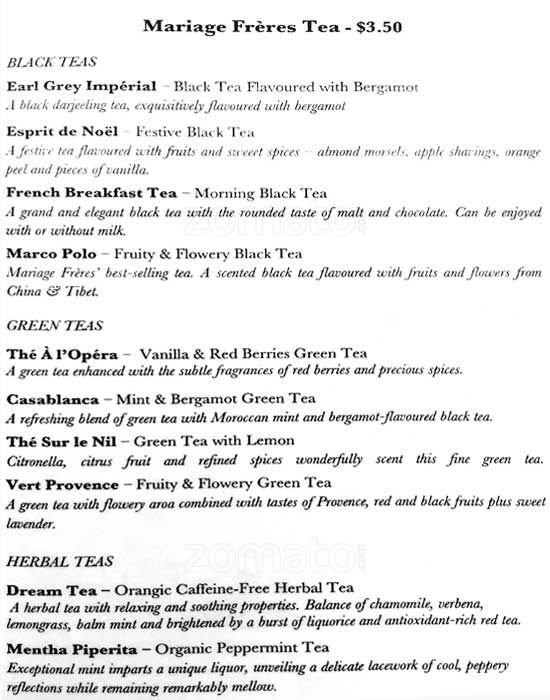 Mariage Frères Tea - $3.50
BLACK TEAS
Earl Grey Impérial – Black Tea Flavoured with Bergamot
A black darjeeling tea, exquisitively flavoured with bergamot
Esprit de Noël – Festive Black Tea
A festive tea flavoured with fruits and sweeet spices – almond morsels, apple shavings, orange
peel and pieces of vanilla.
French Breakfast Tea – Morning Black Tea
A grand and elegant black tea with the rounded taste of malt and chocolate. Can be enjoyed
with or without milk.
Marco Polo – Fruity & Flowery Black Tea
Mariage Frères' best-selling tea. A scented black tea flavoured with fruits and flowers from
China & Tibet.
GREEN TEAS
Thé À l'Opéra – Vanilla & Red Berries Green Tea
A green tea enhanced with the subtle fragrances of red berries and precious spices.
Casablanca – Mint & Bergamot Green Tea
A refreshing blend of green tea with Moroccan mint and bergamot-flavoured black tea.
Thé Sur le Nil – Green Tea with Lemon
Citronella, citrus fruit and refined spices wonderfully scent this fine green tea.
Vert Provence – Fruity & Flowery Green Tea
A green tea with flowery aroa combined with tastes of Provence, red and black fruits plus sweet
lavender.
zomato.com
HERBAL TEAS
Dream Tea – Orangic Caffeine-Free Herbal Tea
A herbal tea with relaxing and soothing properties. Balance of chamomile, verbena,
lemongrass, balm mint and brightened by a burst of liquorice and antioxidant-rich red tea.
Mentha Piperita – Organic Peppermint Tea
Exceptional mint imparts a unique liquor, unveiling a delicate lacework of cool, peppery
reflections while remaining remarkably mellow.